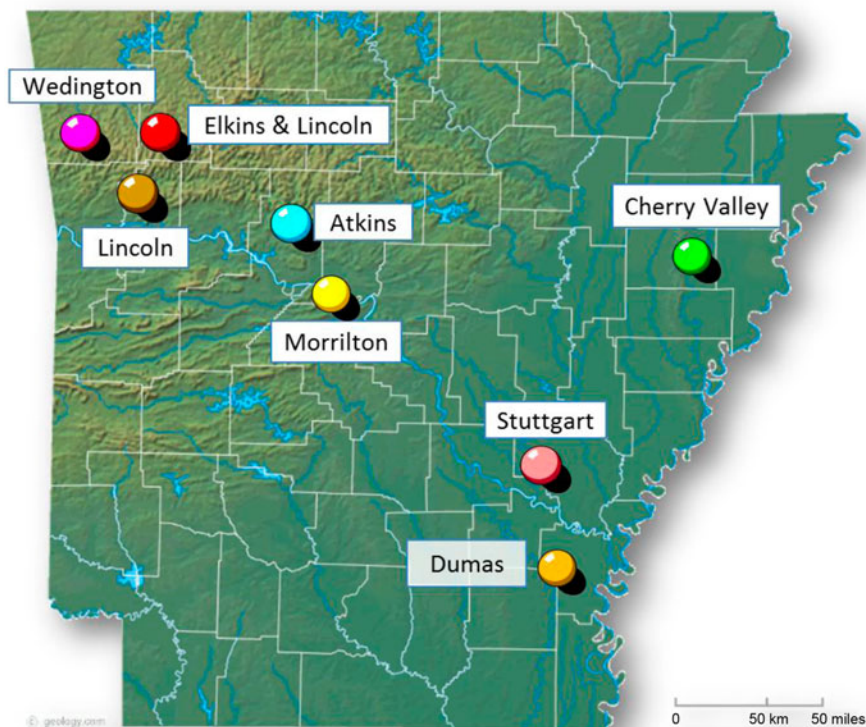 Wedington
Elkins & Lincoln
Lincoln
Atkins
Cherry Valley
Morrilton
Stuttgart
Dumas
© geology.com
0 50 km 50 miles